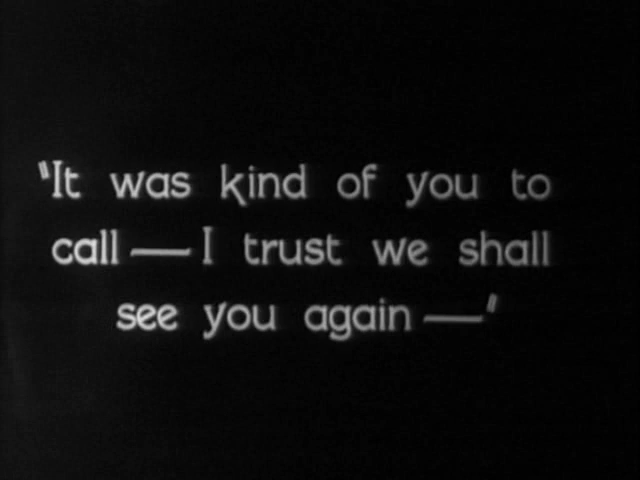 "It was kind of you to
call — I trust we shall
see you again —"